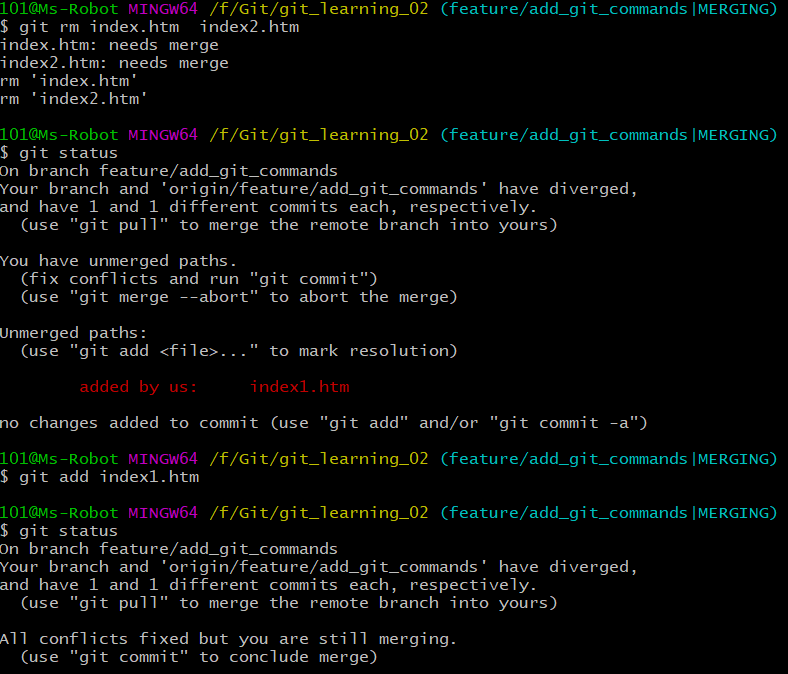 101@Ms-Robot MINGW64 /f/Git/git_learning_02 (feature/add_git_commands|MERGING)
$ git rm index.htm  index2.htm
index.htm: needs merge
index2.htm: needs merge
rm 'index.htm'
rm 'index2.htm'

101@Ms-Robot MINGW64 /f/Git/git_learning_02 (feature/add_git_commands|MERGING)
$ git status
On branch feature/add_git_commands
Your branch and 'origin/feature/add_git_commands' have diverged,
and have 1 and 1 different commits each, respectively.
  (use "git pull" to merge the remote branch into yours)

You have unmerged paths.
  (fix conflicts and run "git commit")
  (use "git merge --abort" to abort the merge)

Unmerged paths:
  (use "git add <file>..." to mark resolution)

        added by us:     index1.htm

no changes added to commit (use "git add" and/or "git commit -a")

101@Ms-Robot MINGW64 /f/Git/git_learning_02 (feature/add_git_commands|MERGING)
$ git add index1.htm

101@Ms-Robot MINGW64 /f/Git/git_learning_02 (feature/add_git_commands|MERGING)
$ git status
On branch feature/add_git_commands
Your branch and 'origin/feature/add_git_commands' have diverged,
and have 1 and 1 different commits each, respectively.
  (use "git pull" to merge the remote branch into yours)

All conflicts fixed but you are still merging.
  (use "git commit" to conclude merge)